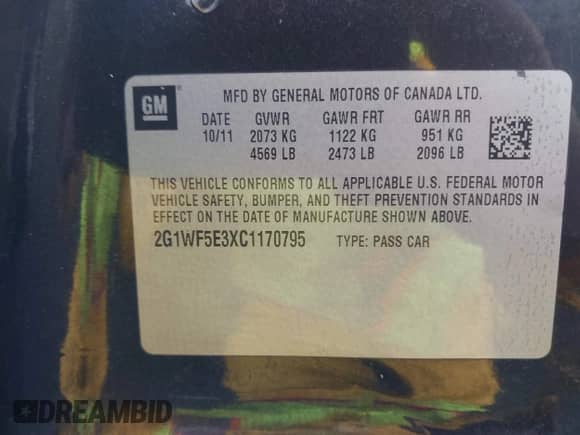 GM
MFD BY GENERAL MOTORS OF CANADA LTD.
DATE GVWR GAWR FRT GAWR RR
10/11 2073 KG 1122 KG 951 KG
4569 LB 2473 LB 2096 LB
THIS VEHICLE CONFORMS TO ALL APPLICABLE U.S. FEDERAL MOTOR
VEHICLE SAFETY, BUMPER, AND THEFT PREVENTION STANDARDS IN
EFFECT ON THE DATE OF MANUFACTURE SHOWN ABOVE.
2G1WF5E3XC1170795 TYPE: PASS CAR
DREAMBID